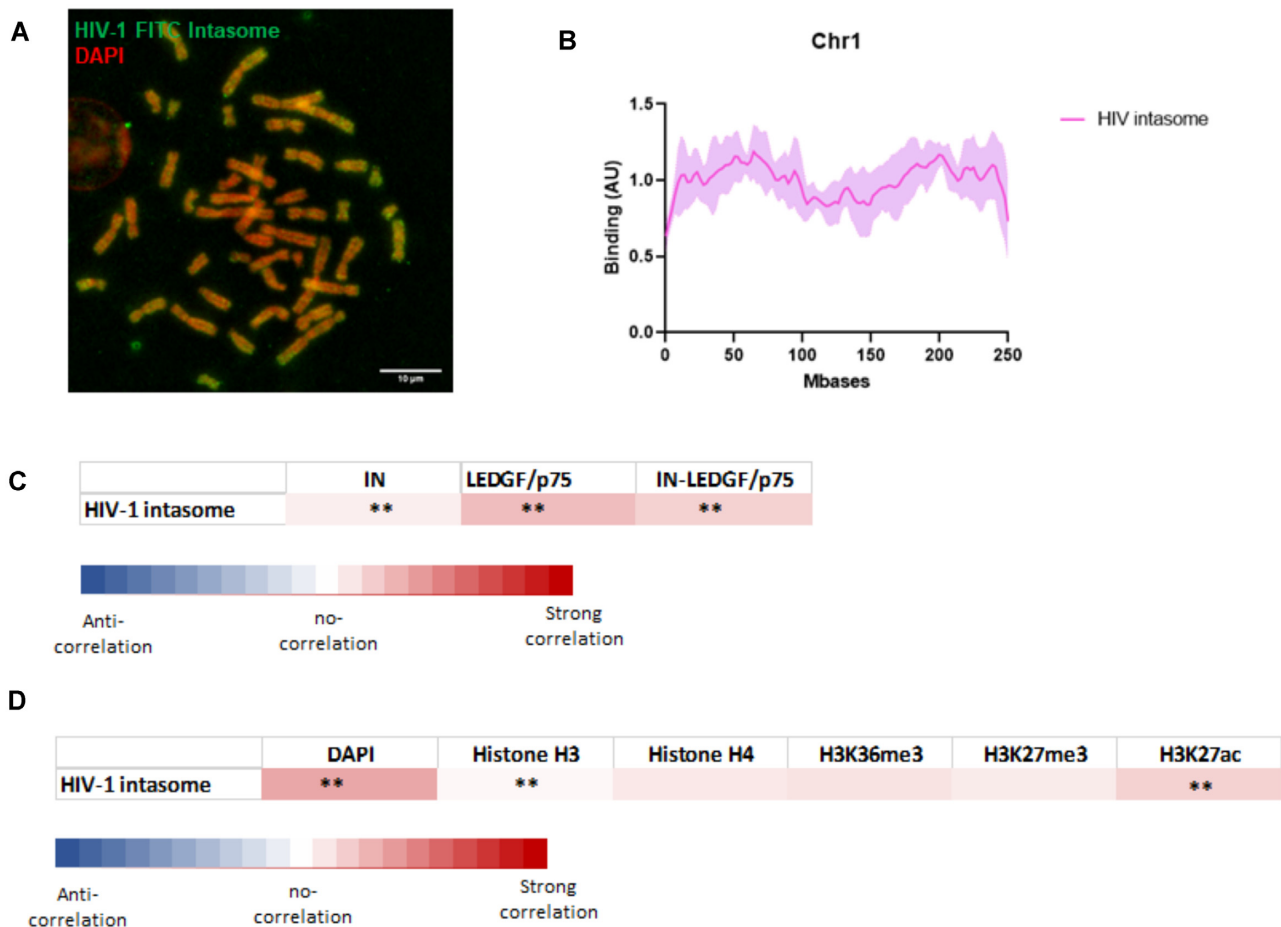 A
HIV-1 FITC Intasome
DAPI
10 µm
B
Chr1
1.5
1.0
0.5
0.0
Binding (AU)
0 50 100 150 200 250
Mbases
HIV intasome
C
IN LEDGF/p75 IN-LEDGF/p75
HIV-1 intasome ** ** **
Anti-
correlation
no-
correlation
Strong
correlation
D
DAPI Histone H3 Histone H4 H3K36me3 H3K27me3 H3K27ac
HIV-1 intasome ** ** **
Anti-
correlation
no-
correlation
Strong
correlation